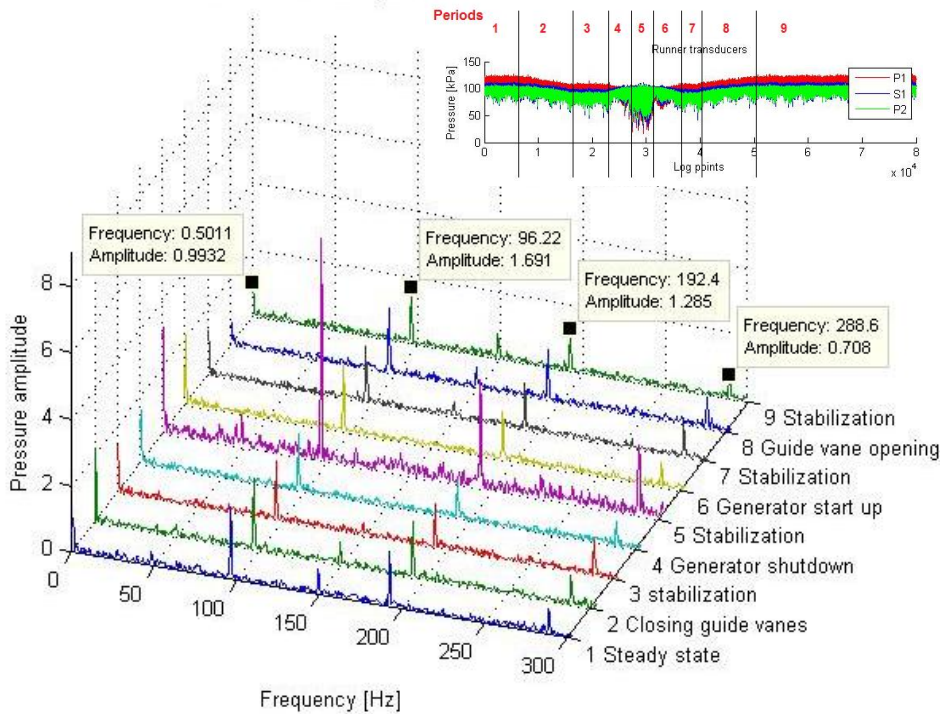 Periods
1 2 3 4 5 6 7 8 9
Runner transducers
Pressure [kPa]
150
100
50
0
P1
S1
P2
0 1 2 3 4 5 6 7 8
Log points
x 10^4
Frequency: 0.5011
Amplitude: 0.9932
Frequency: 96.22
Amplitude: 1.691
Frequency: 192.4
Amplitude: 1.285
Frequency: 288.6
Amplitude: 0.708
Pressure amplitude
8
6
4
2
0
0
50
100
150
200
250
300
Frequency [Hz]
9 Stabilization
8 Guide vane opening
7 Stabilization
6 Generator start up
5 Stabilization
4 Generator shutdown
3 stabilization
2 Closing guide vanes
1 Steady state